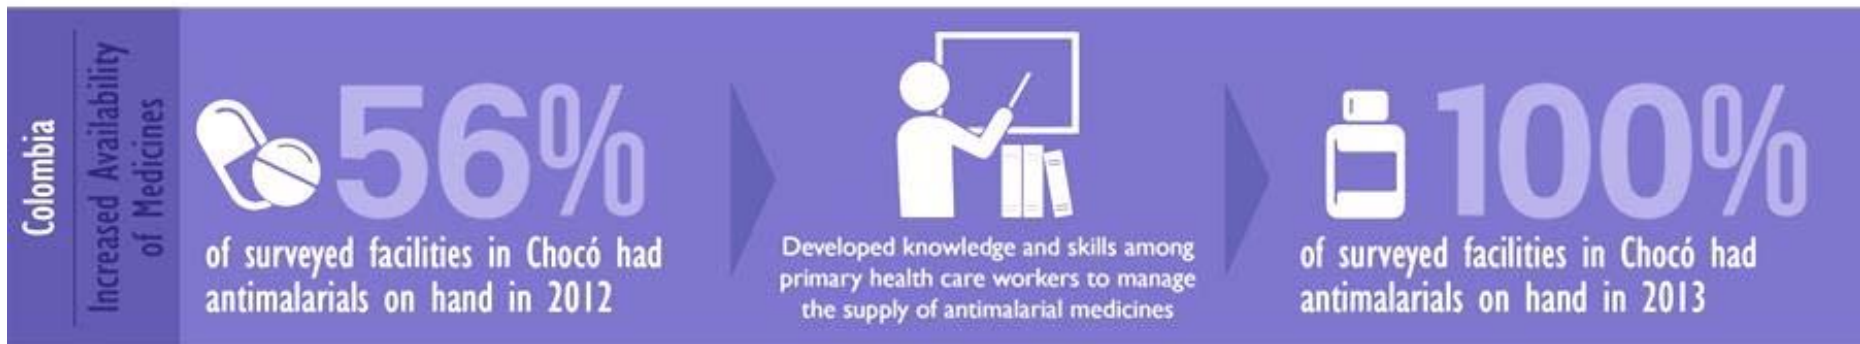 Colombia
Increased Availability
of Medicines
56%
of surveyed facilities in Chocó had
antimalarials on hand in 2012
Developed knowledge and skills among
primary health care workers to manage
the supply of antimalarial medicines
100%
of surveyed facilities in Chocó had
antimalarials on hand in 2013